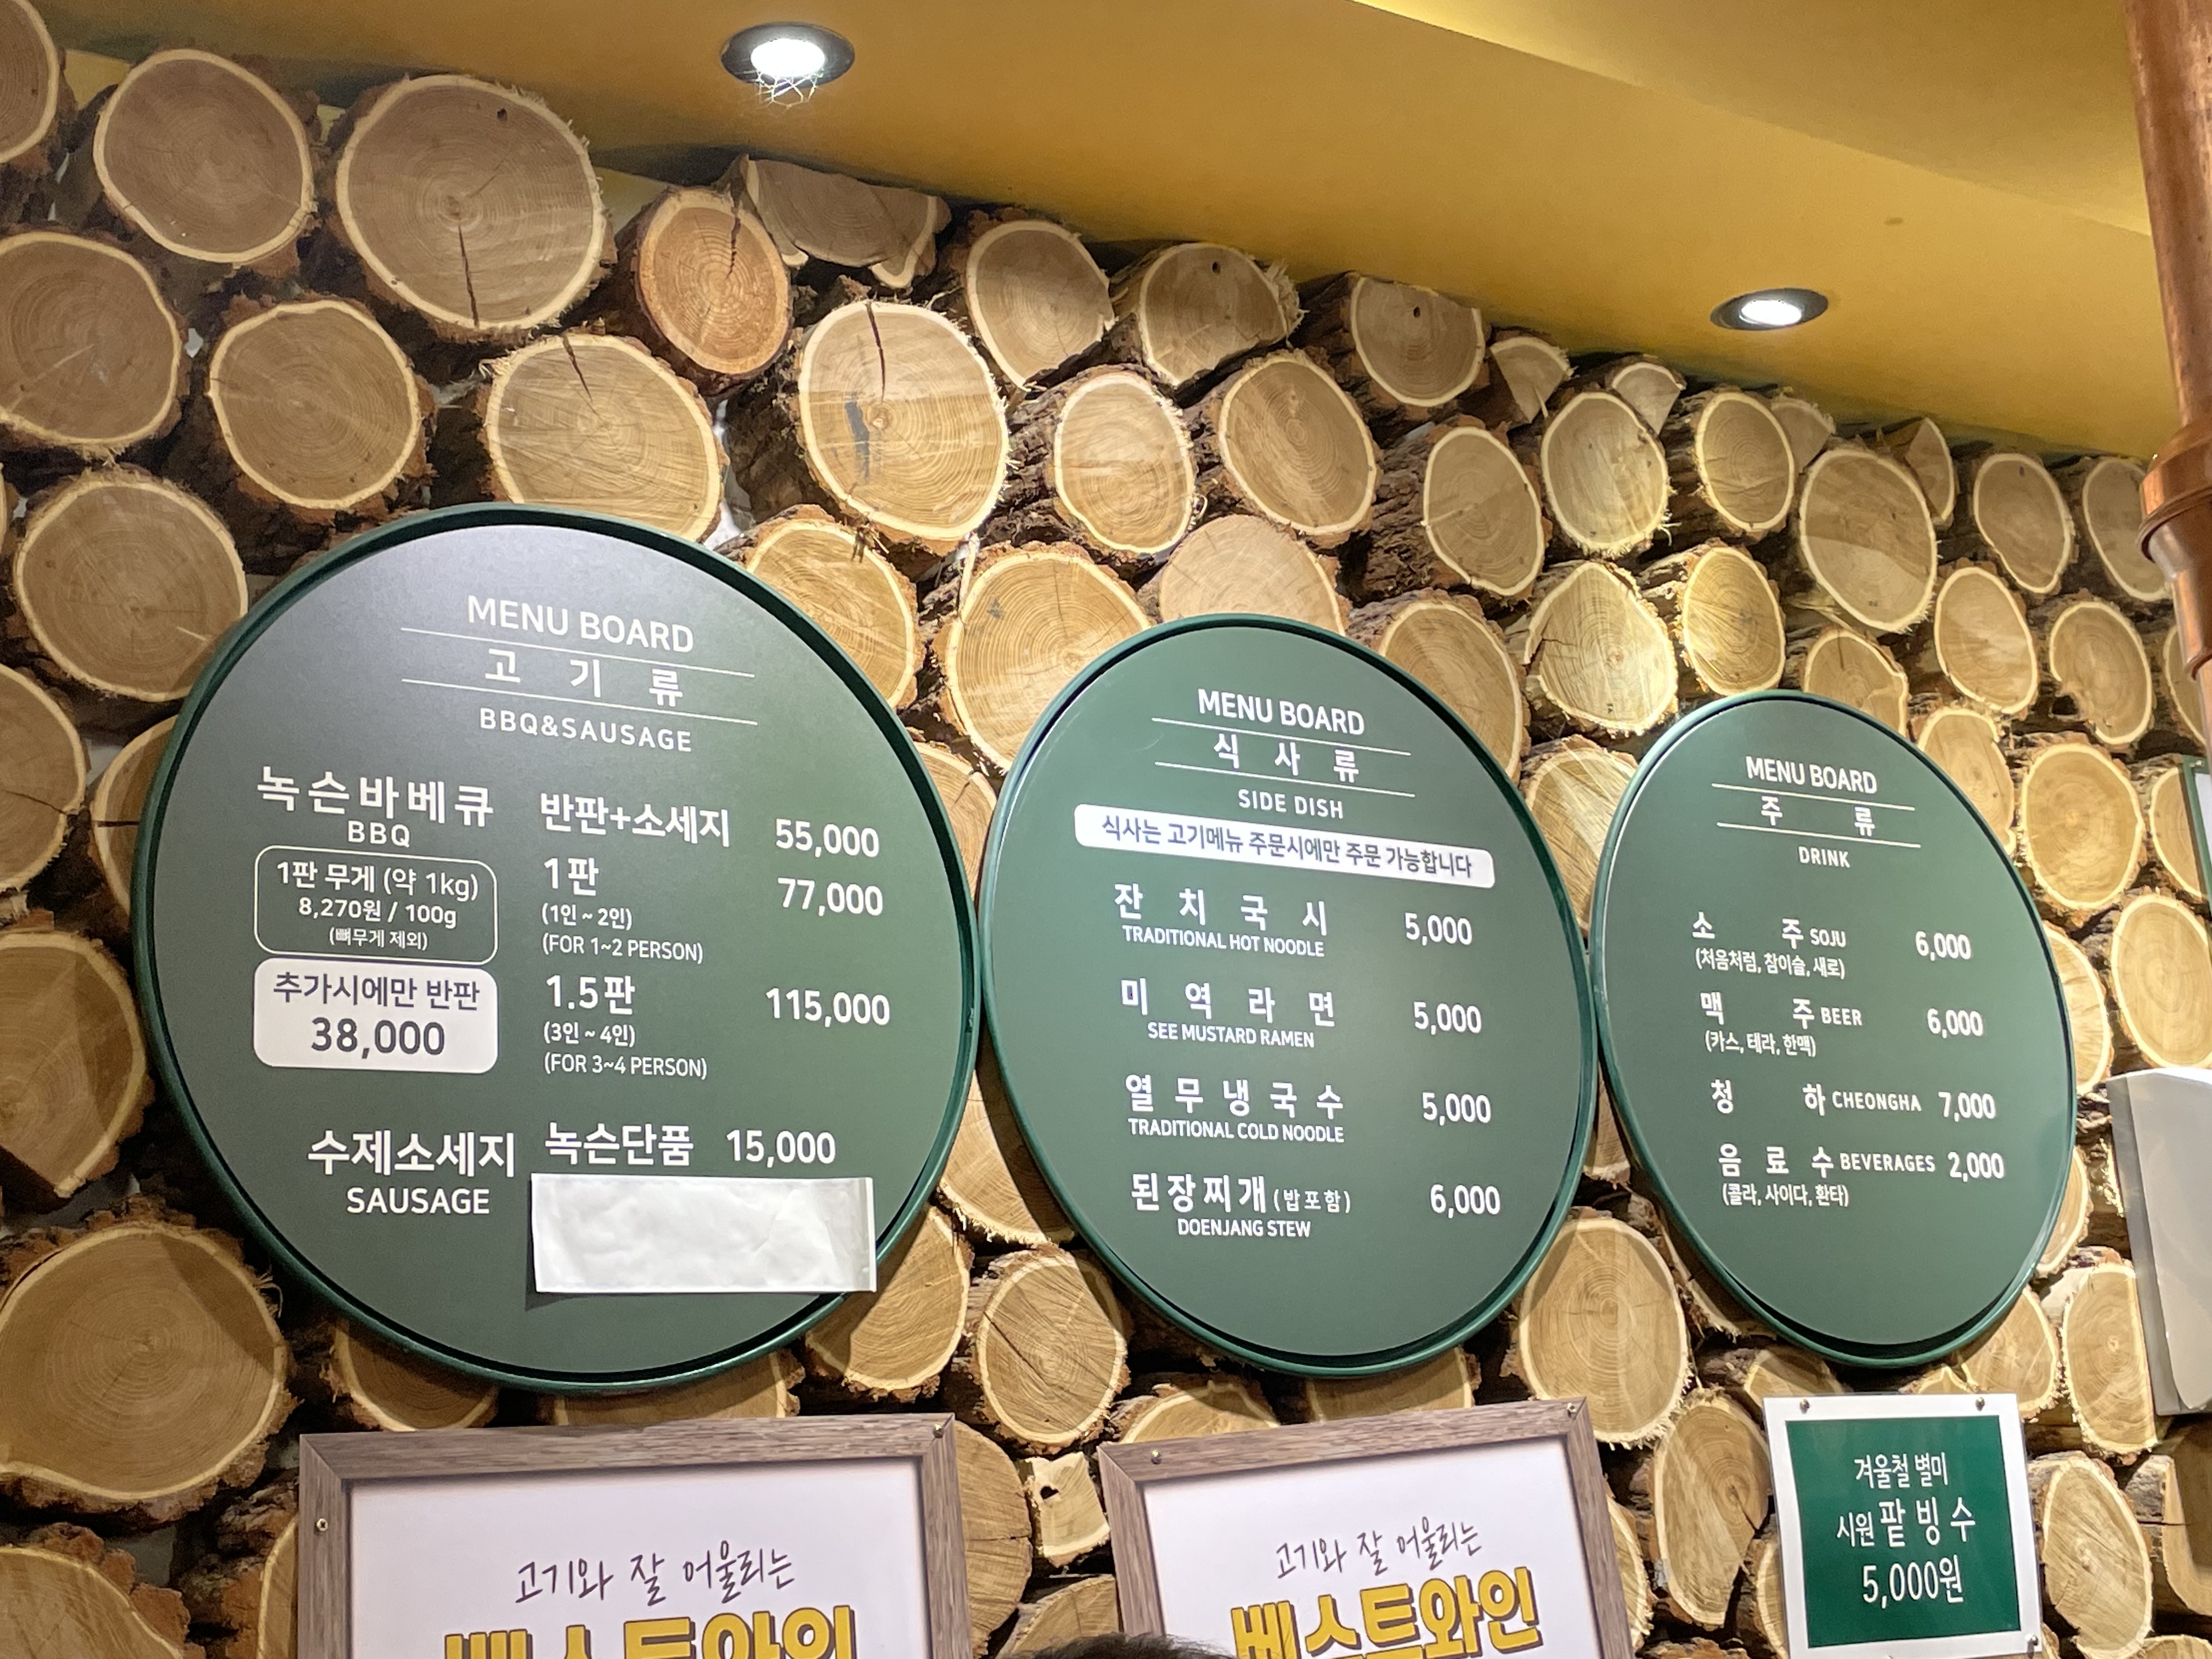 MENU BOARD
고기류
BBQ&SAUSAGE
녹슨바베큐
BBQ
1판 무게 (약 1kg)
8,270원 / 100g
(뼈무게 제외)
추가시에만 반판
38,000
반판+소세지 55,000
1판 77,000
(1인 ~ 2인)
(FOR 1~2 PERSON)
1.5판 115,000
(3인 ~ 4인)
(FOR 3~4 PERSON)
수제소세지 녹슨단품 15,000
SAUSAGE
MENU BOARD
식사류
SIDE DISH
식사는 고기메뉴 주문시에만 주문 가능합니다
잔치국시 5,000
TRADITIONAL HOT NOODLE
미역라면 5,000
SEE MUSTARD RAMEN
열무냉국수 5,000
TRADITIONAL COLD NOODLE
된장찌개(밥포함) 6,000
DOENJANG STEW
MENU BOARD
주류
DRINK
소주 SOJU 6,000
(처음처럼, 참이슬, 새로)
맥주 BEER 6,000
(카스, 테라, 한맥)
청하 CHEONGHA 7,000
음료수 BEVERAGES 2,000
(콜라, 사이다, 환타)
고기와 잘 어울리는
베스트와인
고기와 잘 어울리는
베스트와인
겨울철 별미
시원 팥빙수
5,000원